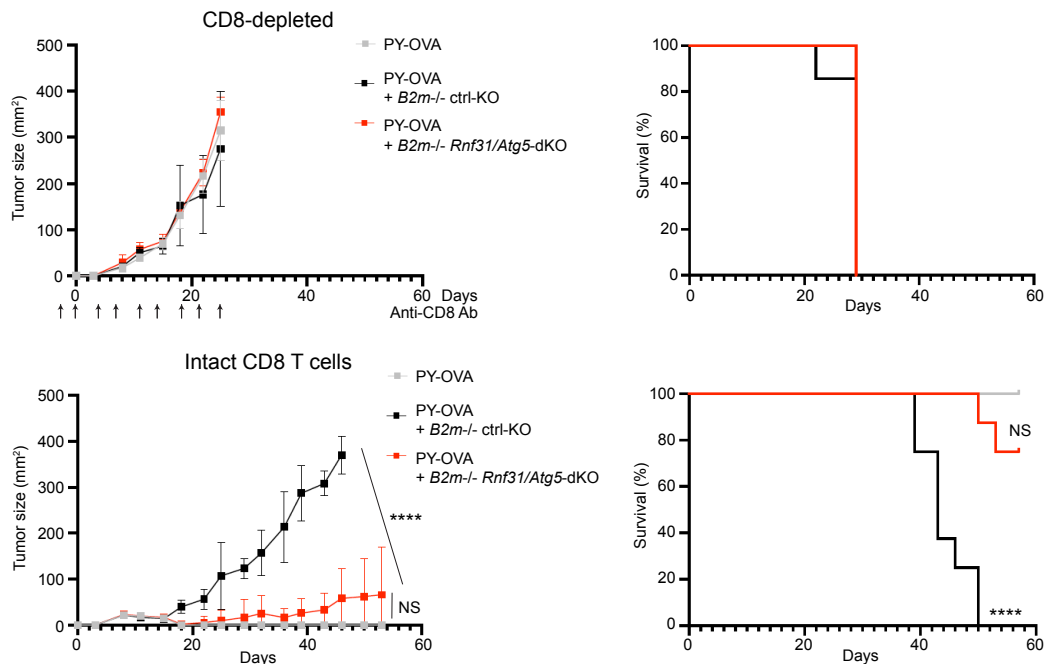 CD8-depleted
Tumor size (mm²)
500
400
300
200
100
0
0
20
40
60
Days
Anti-CD8 Ab
PY-OVA
PY-OVA
+ B2m-/- ctrl-KO
PY-OVA
+ B2m-/- Rnf31/Atg5-dKO
Survival (%)
100
80
60
40
20
0
0
20
40
60
Days
Intact CD8 T cells
Tumor size (mm²)
500
400
300
200
100
0
0
20
40
60
Days
PY-OVA
PY-OVA
+ B2m-/- ctrl-KO
PY-OVA
+ B2m-/- Rnf31/Atg5-dKO
****
NS
Survival (%)
100
80
60
40
20
0
0
20
40
60
Days
NS
****